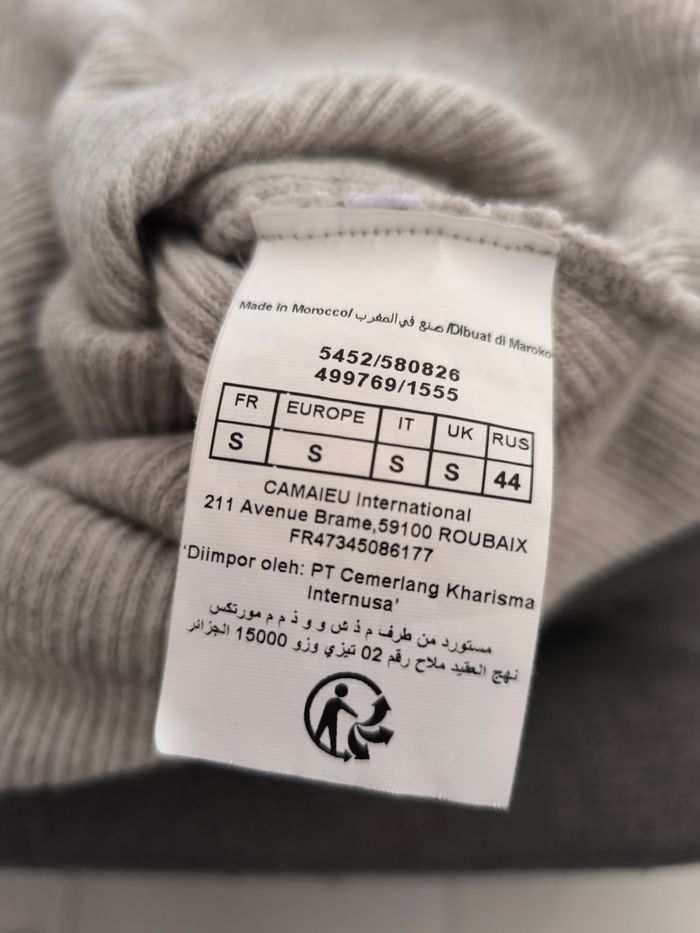 Made in Morocco/ صنع في المغرب /Dibuat di Maroko
5452/580826
499769/1555
FR EUROPE IT UK RUS
S S S S 44
CAMAIEU International
211 Avenue Brame,59100 ROUBAIX
FR47345086177
'Diimpor oleh: PT Cemerlang Kharisma
Internusa'
مستورد من طرف م ذ ش و و ذ م م مورتكس
نهج العقيد ملاح رقم 02 تيزي وزو 15000 الجزائر